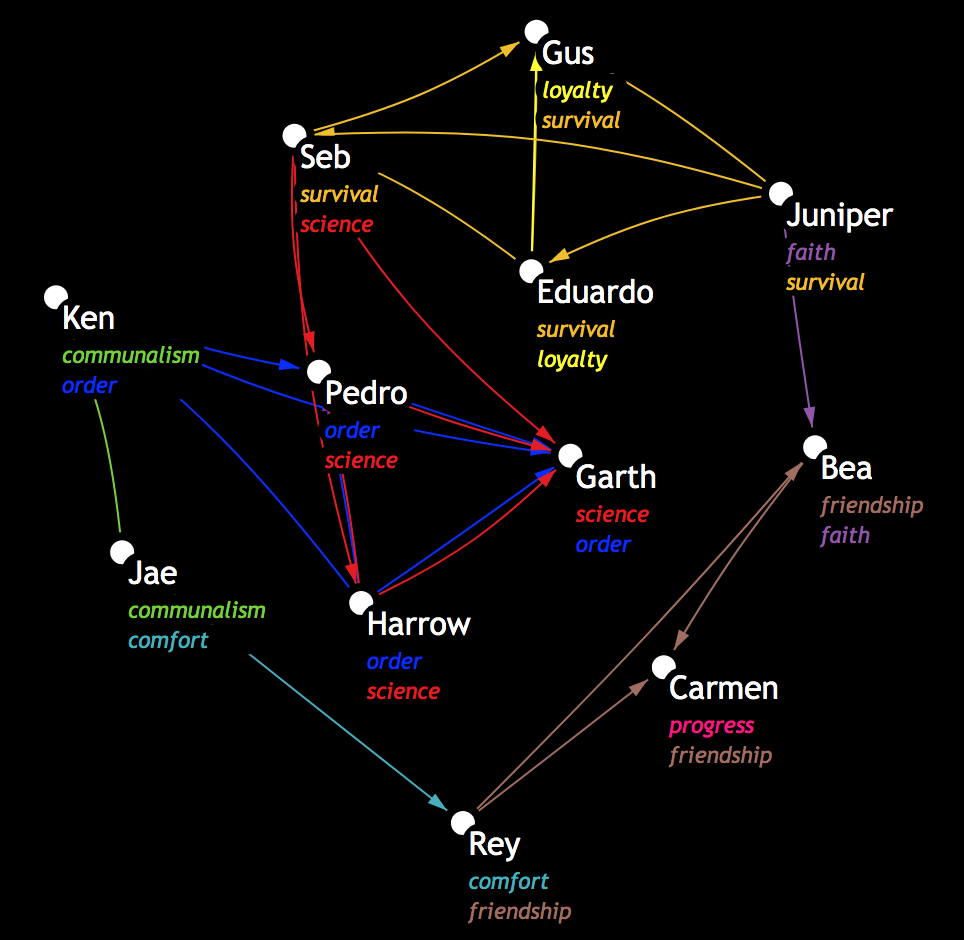 Gus
loyalty
survival
Seb
survival
science
Juniper
faith
survival
Eduardo
survival
loyalty
Ken
communalism
order
Pedro
order
science
Garth
science
order
Bea
friendship
faith
Jae
communalism
comfort
Harrow
order
science
Carmen
progress
friendship
Rey
comfort
friendship